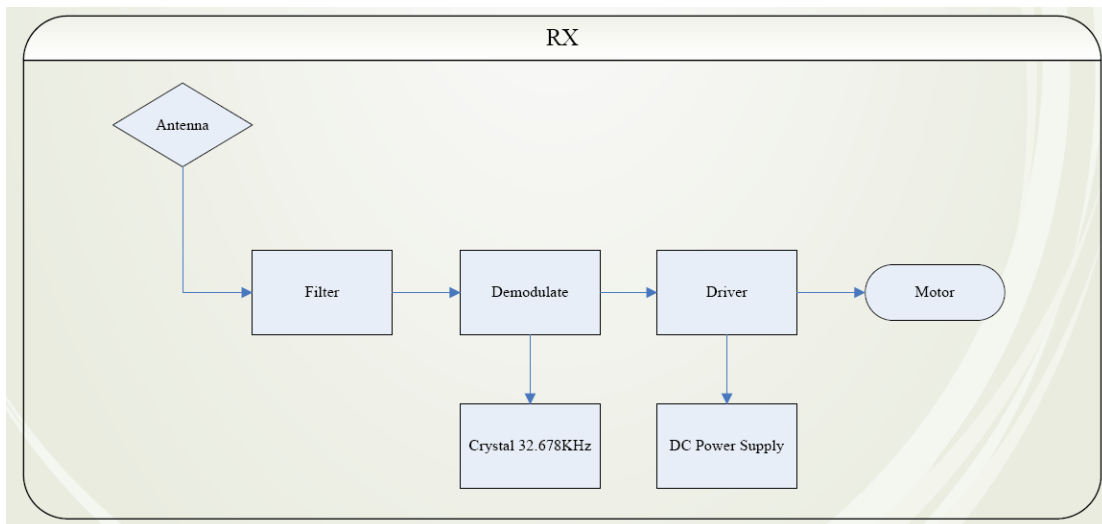 RX
Antenna
Filter
Demodulate
Driver
Motor
Crystal 32.678KHz
DC Power Supply